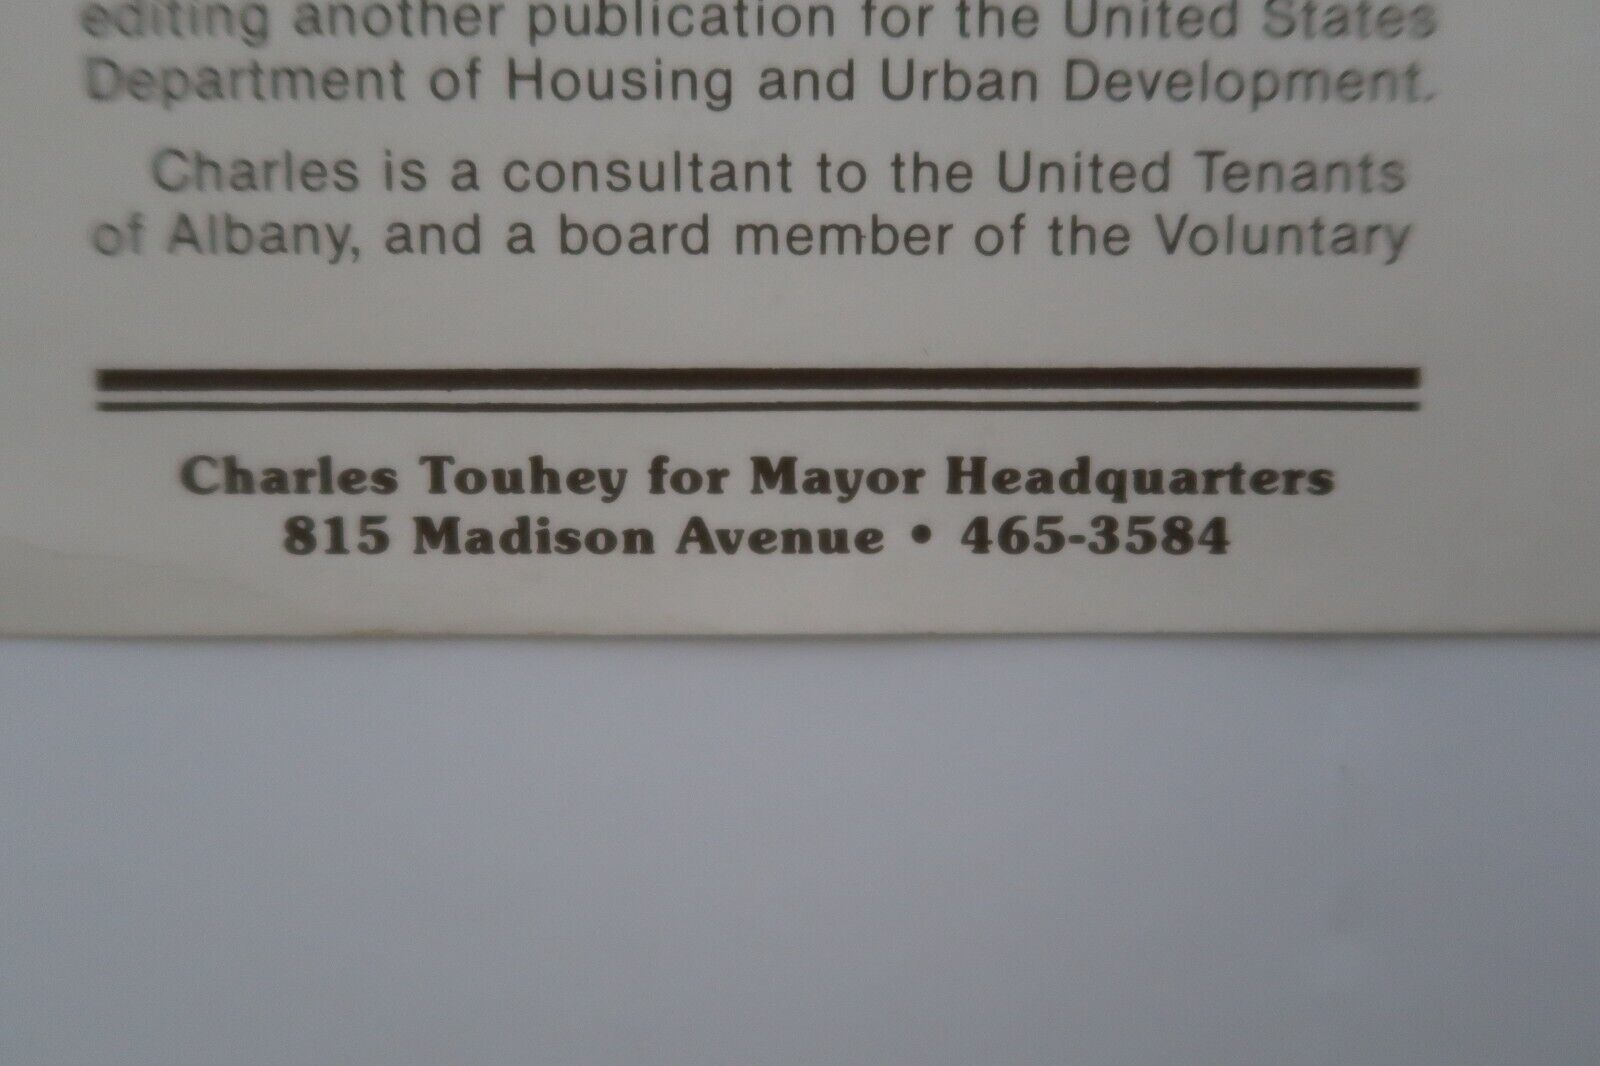 editing another publication for the United States
Department of Housing and Urban Development.
Charles is a consultant to the United Tenants
of Albany, and a board member of the Voluntary
Charles Touhey for Mayor Headquarters
815 Madison Avenue • 465-3584